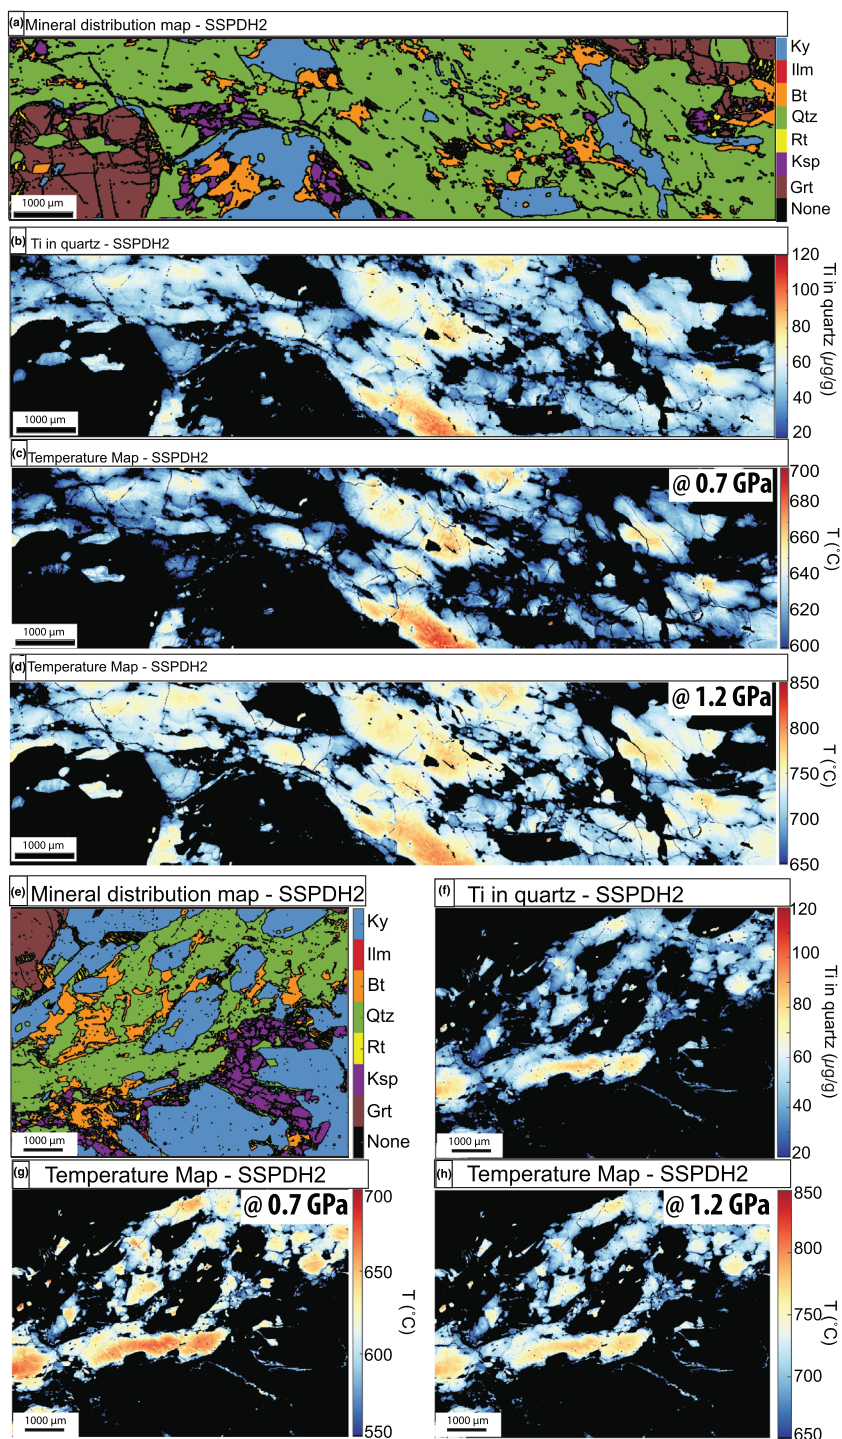 (a) Mineral distribution map - SSPDH2
Ky
Ilm
Bt
Qtz
Rt
Ksp
Grt
None
1000 µm
(b) Ti in quartz - SSPDH2
120
100
80
60
40
20
Ti in quartz (µg/g)
1000 µm
(c) Temperature Map - SSPDH2
@ 0.7 GPa
700
680
660
640
620
600
T (°C)
1000 µm
(d) Temperature Map - SSPDH2
@ 1.2 GPa
850
800
750
700
650
T (°C)
1000 µm
(e) Mineral distribution map - SSPDH2
Ky
Ilm
Bt
Qtz
Rt
Ksp
Grt
None
1000 µm
(f) Ti in quartz - SSPDH2
120
100
80
60
40
20
Ti in quartz (µg/g)
1000 µm
(g) Temperature Map - SSPDH2
@ 0.7 GPa
700
650
600
550
T (°C)
1000 µm
(h) Temperature Map - SSPDH2
@ 1.2 GPa
850
800
750
700
650
T (°C)
1000 µm